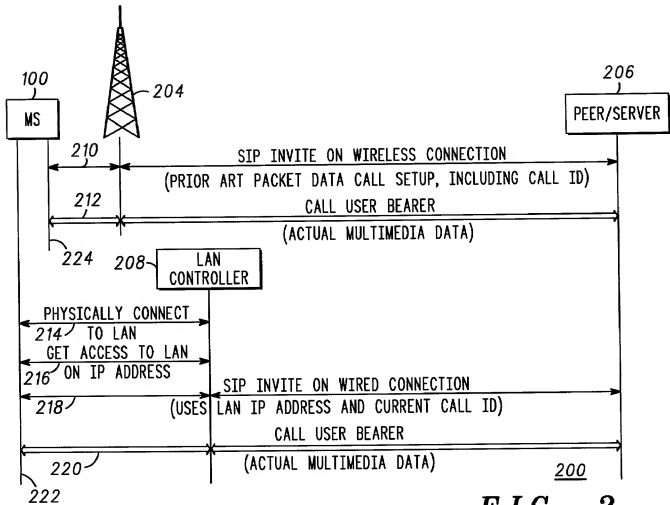 100
204
206
MS
PEER/SERVER
210
SIP INVITE ON WIRELESS CONNECTION
(PRIOR ART PACKET DATA CALL SETUP, INCLUDING CALL ID)
212
CALL USER BEARER
(ACTUAL MULTIMEDIA DATA)
224
208
LAN
CONTROLLER
PHYSICALLY CONNECT
214
TO LAN
GET ACCESS TO LAN
216
ON IP ADDRESS
SIP INVITE ON WIRED CONNECTION
218
(USES LAN IP ADDRESS AND CURRENT CALL ID)
CALL USER BEARER
220
(ACTUAL MULTIMEDIA DATA)
200
222